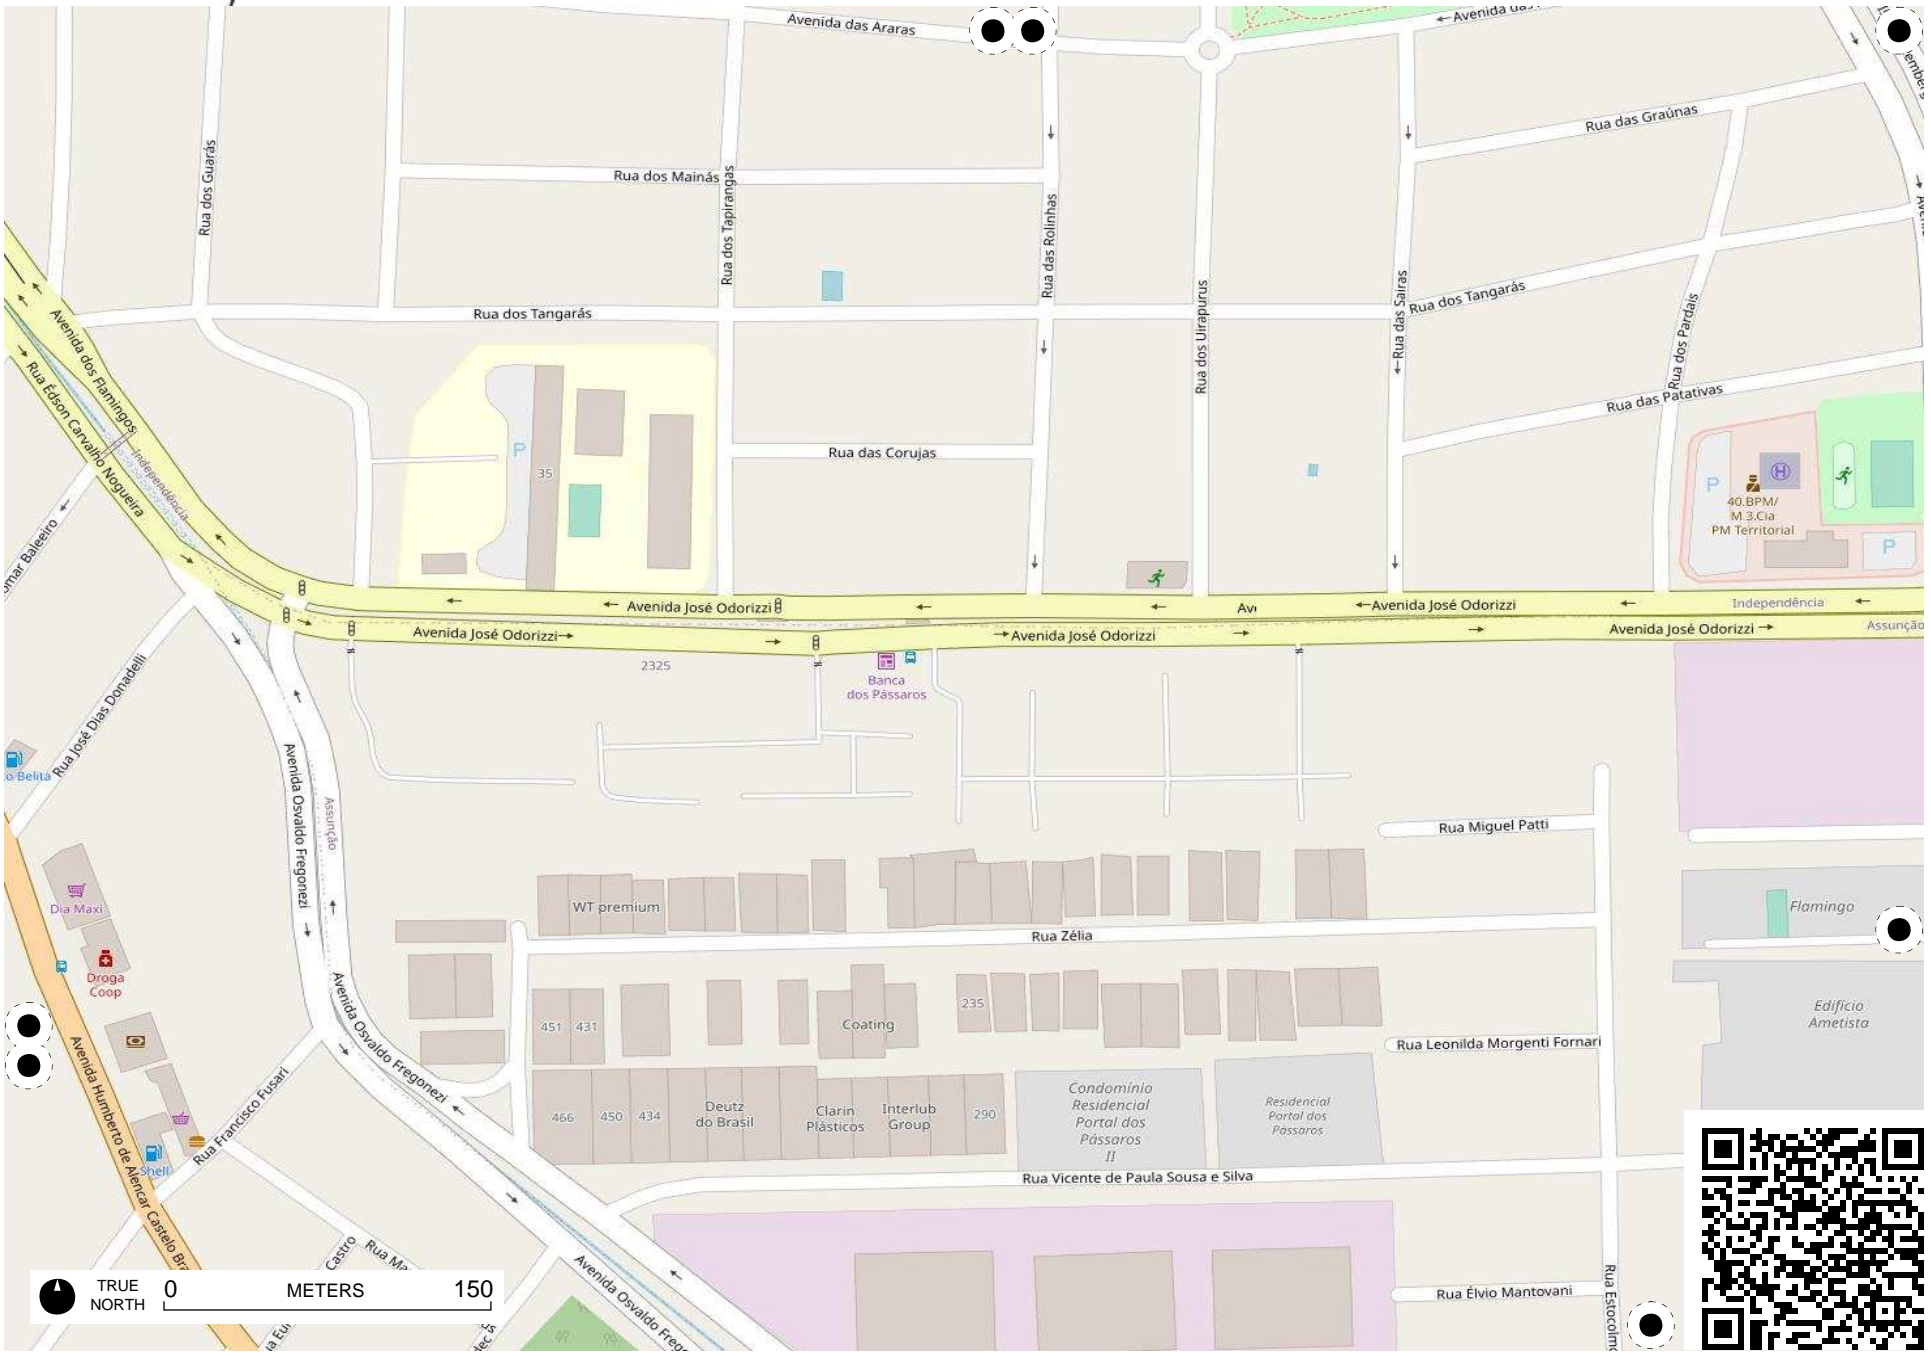 Avenida das Araras
Rua das Graúnas
Rua dos Guarás
Rua dos Mainás
Rua dos Tapirangas
Rua das Rolinhas
Rua dos Uirapurus
Rua das Sairas
Rua dos Tangarás
Rua dos Tangarás
Rua dos Pardais
Rua das Patativas
Avenida dos Flamingos
Rua Édson Carvalho Nogueira
Independência
P
35
Rua das Corujas
P
H
40.BPM/
M 3.Cia
PM Territorial
P
Avenida José Odorizzi
Avenida José Odorizzi
Independência
Avenida José Odorizzi
Avenida José Odorizzi
Avenida José Odorizzi
Assunção
2325
Banca
dos Pássaros
Rua José Dias Donadelli
Avenida Osvaldo Fregonezi
Assunção
Rua Miguel Patti
Dia Maxi
WT premium
Rua Zélia
Flamingo
Droga
Coop
Avenida Osvaldo Fregonezi
451
431
Coating
235
Edifício
Ametista
Rua Leonilda Morgenti Fornari
Rua Francisco Fusari
466
450
434
Deutz
do Brasil
Clarin
Plásticos
Interlub
Group
290
Condomínio
Residencial
Portal dos
Pássaros
II
Residencial
Portal dos
Pássaros
Shell
Avenida Humberto de Alencar Castelo Bra
Rua Vicente de Paula Sousa e Silva
Castro
Avenida Osvaldo Frego
Rua Élvio Mantovani
Rua Estocolmo
TRUE
NORTH
0 METERS 150